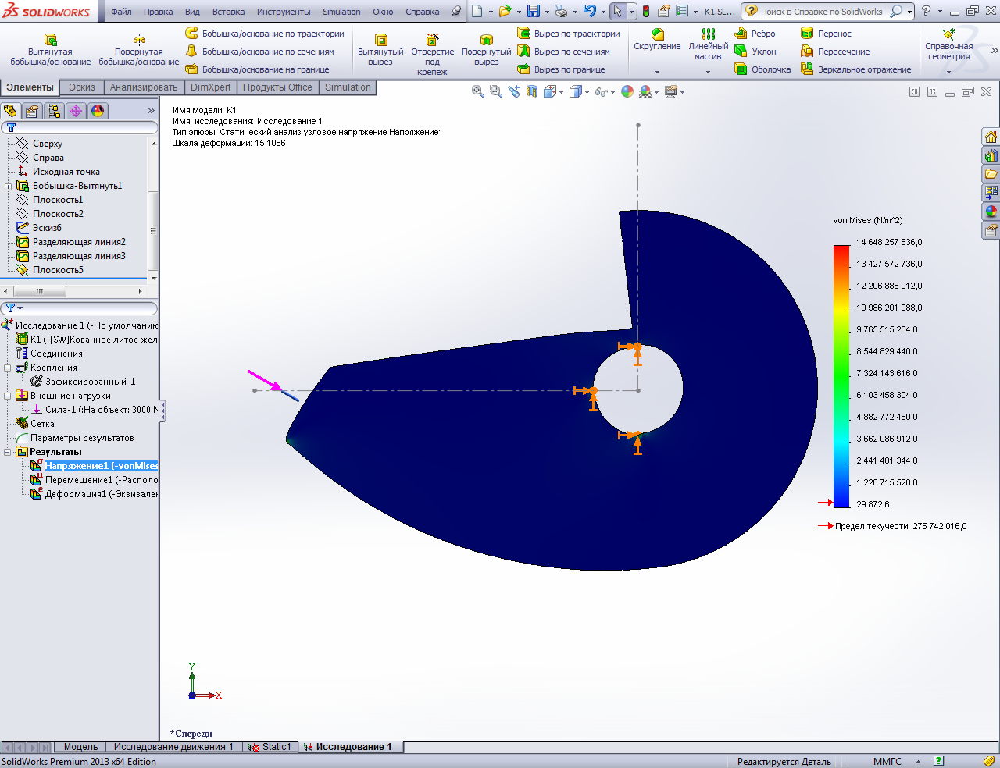 SOLIDWORKS
Файл Правка Вид Вставка Инструменты Simulation Окно Справка
K1.SL...
Поиск в Справке по SolidWorks
Вытянутая бобышка/основание
Повернутая бобышка/основание
Бобышка/основание по траектории
Бобышка/основание по сечениям
Бобышка/основание на границе
Вытянутый вырез
Отверстие под крепеж
Повернутый вырез
Вырез по траектории
Вырез по сечениям
Вырез по границе
Скругление
Линейный массив
Ребро
Уклон
Оболочка
Перенос
Пересечение
Зеркальное отражение
Справочная геометрия
Элементы Эскиз Анализировать DimXpert Продукты Office Simulation
Сверху
Справа
Исходная точка
Бобышка-Вытянуть1
Плоскость1
Плоскость2
Эскиз6
Разделяющая линия2
Разделяющая линия3
Плоскость5
Исследование 1 (-По умолчанию
K1 (-[SW]Кованное литое жел
Соединения
Крепления
Зафиксированный-1
Внешние нагрузки
Сила-1 (:На объект: 3000 N
Сетка
Параметры результатов
Результаты
Напряжение1 (-vonMises
Перемещение1 (-Располо
Деформация1 (-Эквивален
Имя модели: K1
Имя исследования: Исследование 1
Тип эпюры: Статический анализ узловое напряжение Напряжение1
Шкала деформации: 15.1086
von Mises (N/m^2)
14 648 257 536,0
13 427 572 736,0
12 206 886 912,0
10 986 201 088,0
9 765 515 264,0
8 544 829 440,0
7 324 143 616,0
6 103 458 304,0
4 882 772 480,0
3 662 086 912,0
2 441 401 344,0
1 220 715 520,0
29 872,6
Предел текучести: 275 742 016,0
Y
X
*Спереди
Модель Исследование движения 1 Static1 Исследование 1
SolidWorks Premium 2013 x64 Edition
Редактируется Деталь
ММГС